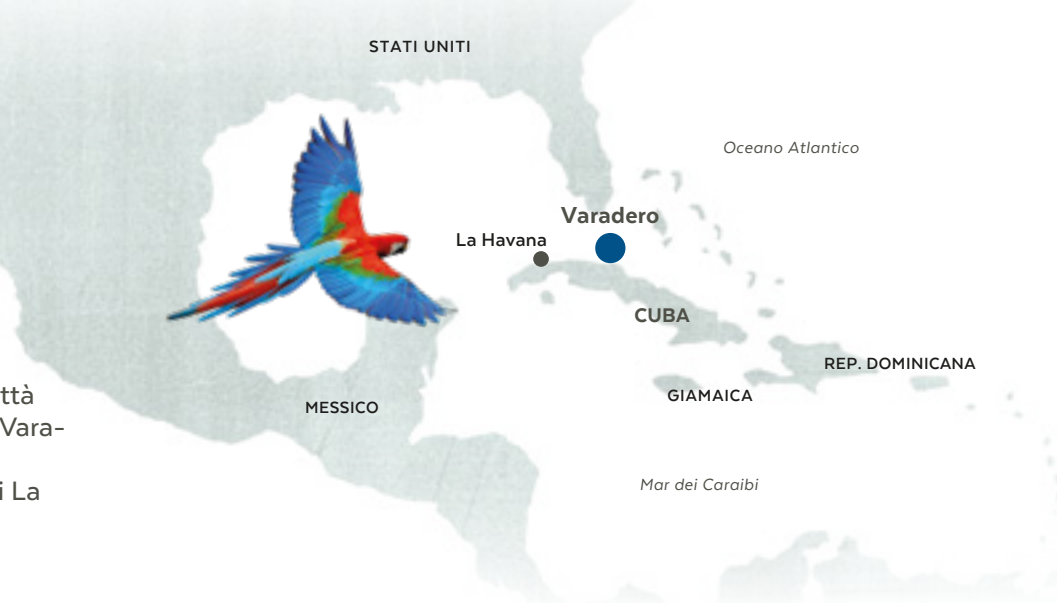 STATI UNITI
Oceano Atlantico
Varadero
La Havana
CUBA
REP. DOMINICANA
GIAMAICA
MESSICO
Mar dei Caraibi
ttà
Vara-
i La